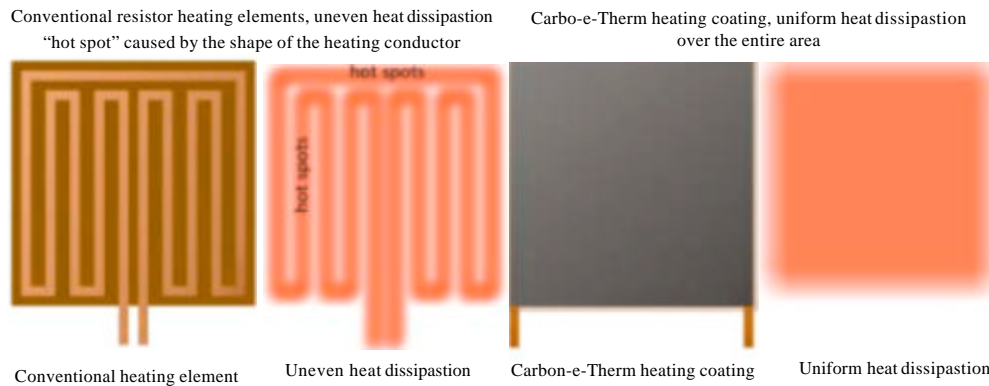 Conventional resistor heating elements, uneven heat dissipastion
"hot spot" caused by the shape of the heating conductor
Carbo-e-Therm heating coating, uniform heat dissipastion
over the entire area
hot spots
hot spots
Conventional heating element
Uneven heat dissipastion
Carbon-e-Therm heating coating
Uniform heat dissipastion